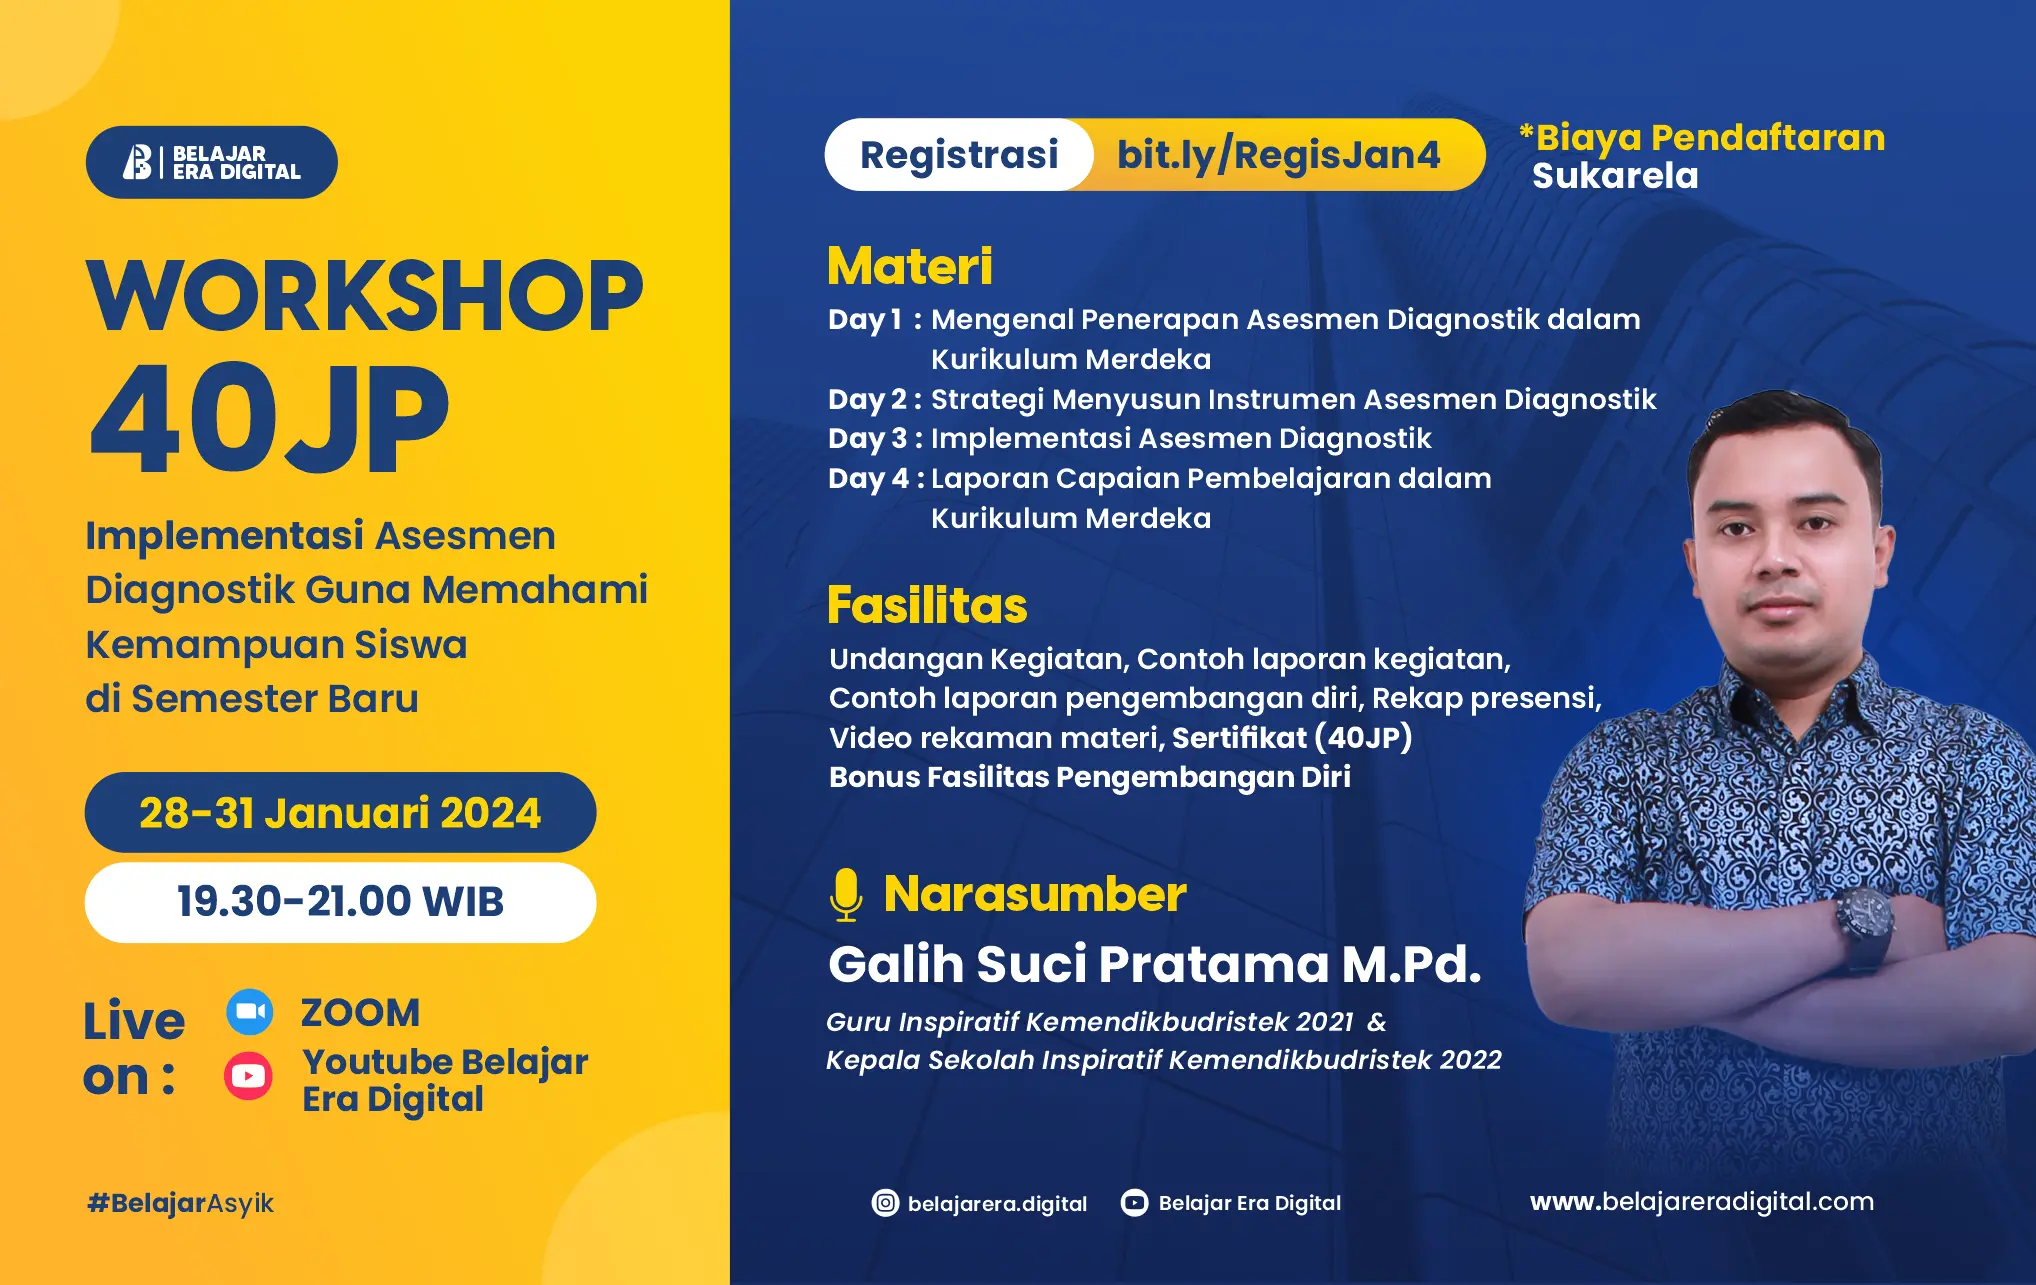 BELAJAR
ERA DIGITAL
WORKSHOP
40JP
Implementasi Asesmen
Diagnostik Guna Memahami
Kemampuan Siswa
di Semester Baru
28-31 Januari 2024
19.30-21.00 WIB
Live
on :
ZOOM
Youtube Belajar
Era Digital
#BelajarAsyik
Registrasi bit.ly/RegisJan4
*Biaya Pendaftaran
Sukarela
Materi
Day 1 : Mengenal Penerapan Asesmen Diagnostik dalam
Kurikulum Merdeka
Day 2 : Strategi Menyusun Instrumen Asesmen Diagnostik
Day 3 : Implementasi Asesmen Diagnostik
Day 4 : Laporan Capaian Pembelajaran dalam
Kurikulum Merdeka
Fasilitas
Undangan Kegiatan, Contoh laporan kegiatan,
Contoh laporan pengembangan diri, Rekap presensi,
Video rekaman materi, Sertifikat (40JP)
Bonus Fasilitas Pengembangan Diri
Narasumber
Galih Suci Pratama M.Pd.
Guru Inspiratif Kemendikbudristek 2021 &
Kepala Sekolah Inspiratif Kemendikbudristek 2022
belajarera.digital
Belajar Era Digital
www.belajareradigital.com